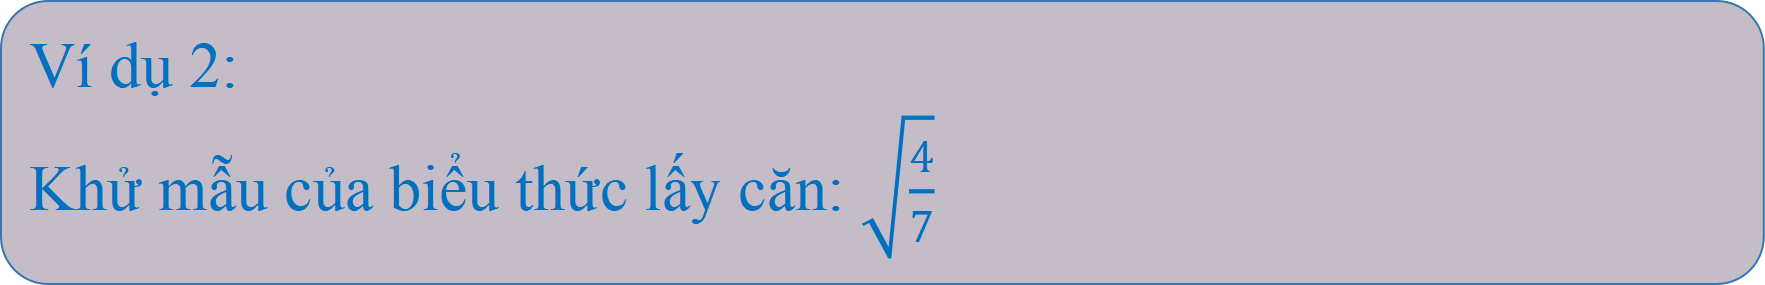 Ví dụ 2:
Khử mẫu của biểu thức lấy căn: √(4/7)